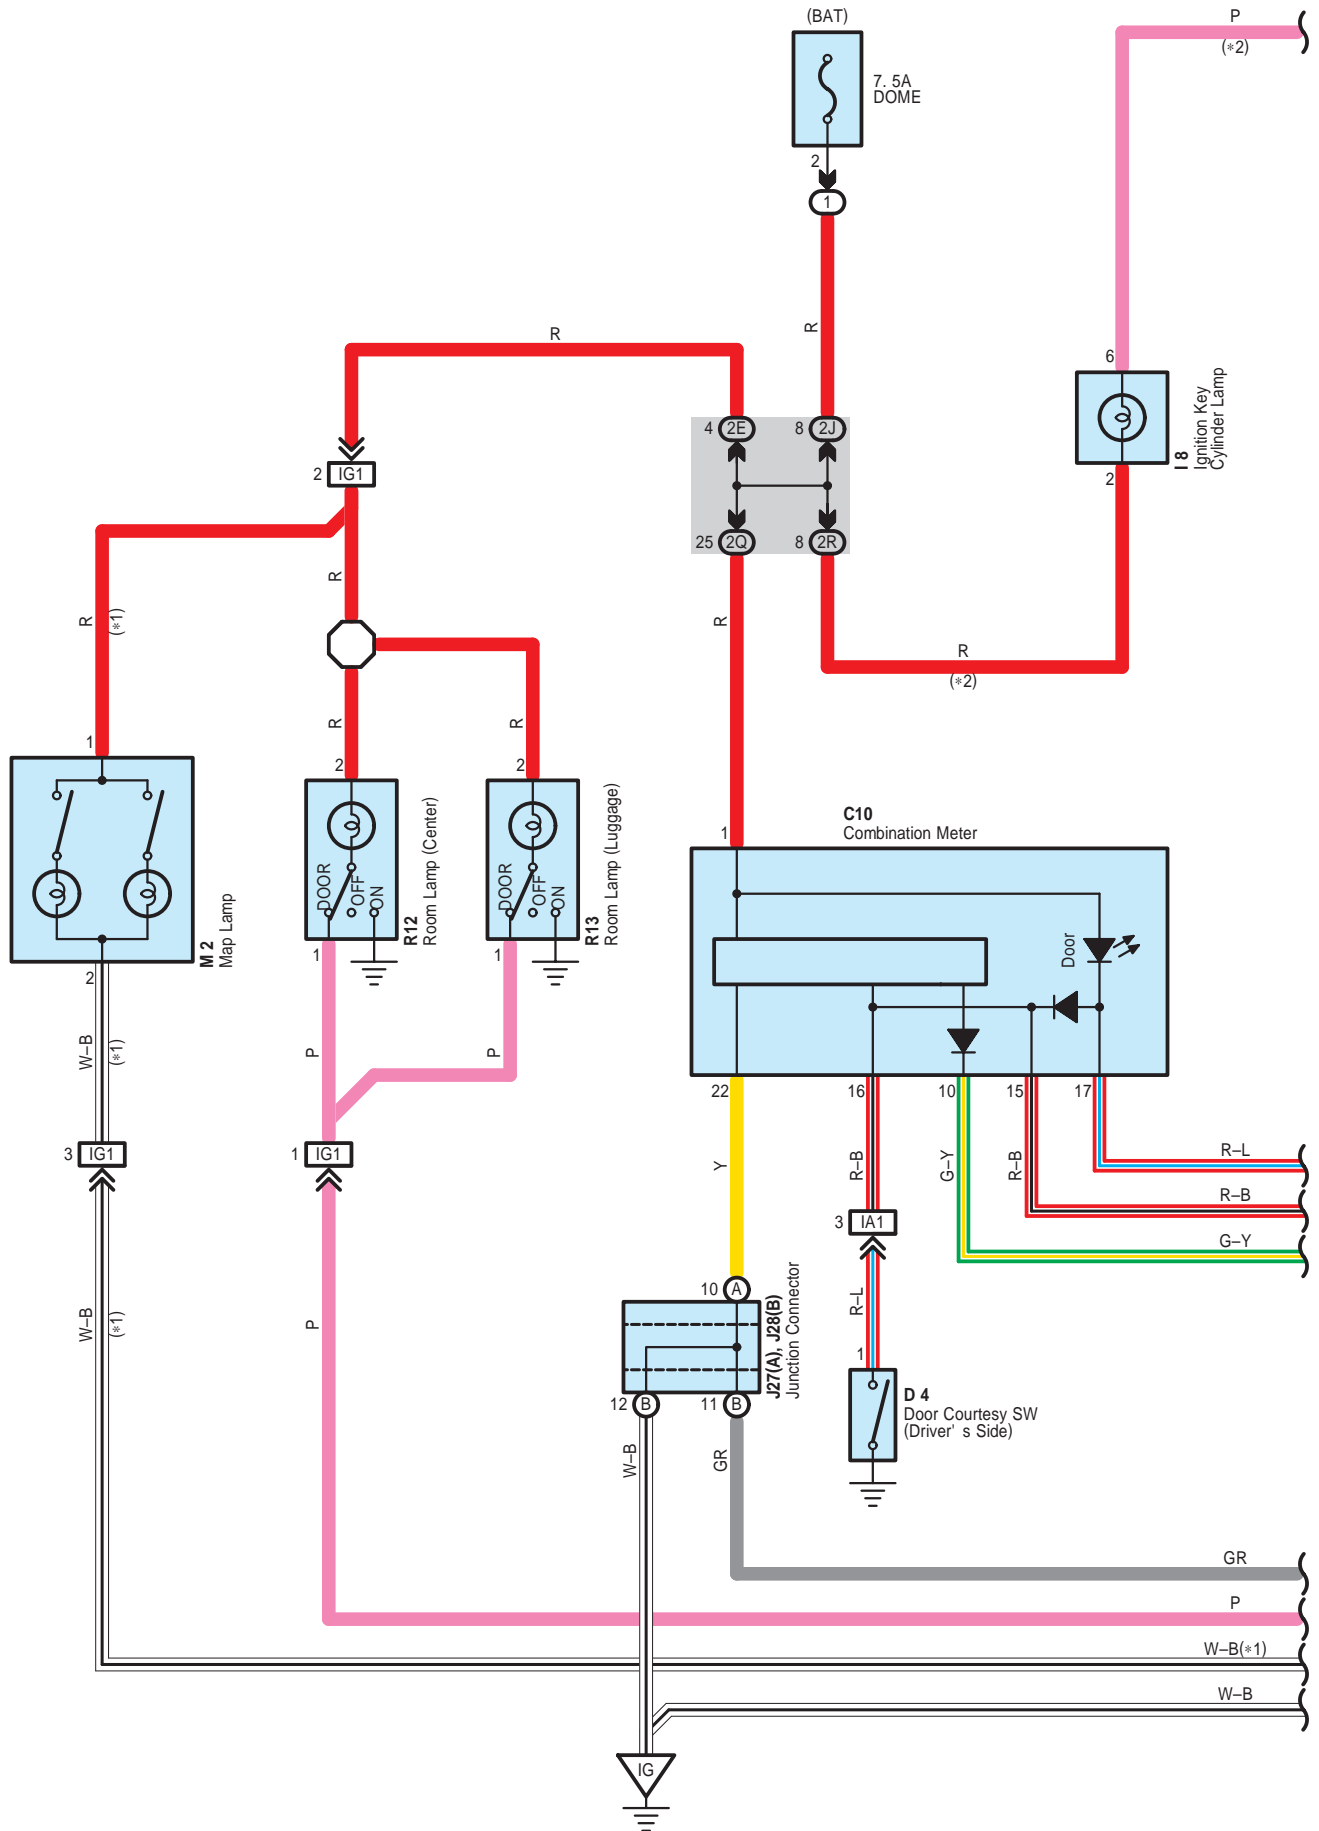 (BAT)
P
(*2)
7. 5A
DOME
2
1
R
R
6
I 8
Ignition Key
Cylinder Lamp
2
4 2E
8 2J
2 IG1
25 2Q
8 2R
R
R
(*1)
R
R
(*2)
R
R
1
2
2
M 2
Map Lamp
2
DOOR
OFF
ON
1
R12
Room Lamp (Center)
DOOR
OFF
ON
1
R13
Room Lamp (Luggage)
C10
Combination Meter
1
Door
22
16
10
15
17
W–B
(*1)
P
P
Y
R–B
G–Y
R–B
R–L
R–B
G–Y
3 IG1
1 IG1
3 IA1
W–B
(*1)
P
R–L
10 A
J27(A), J28(B)
Junction Connector
12 B
11 B
1
D 4
Door Courtesy SW
(Driver' s Side)
W–B
GR
GR
P
W–B(*1)
W–B
IG